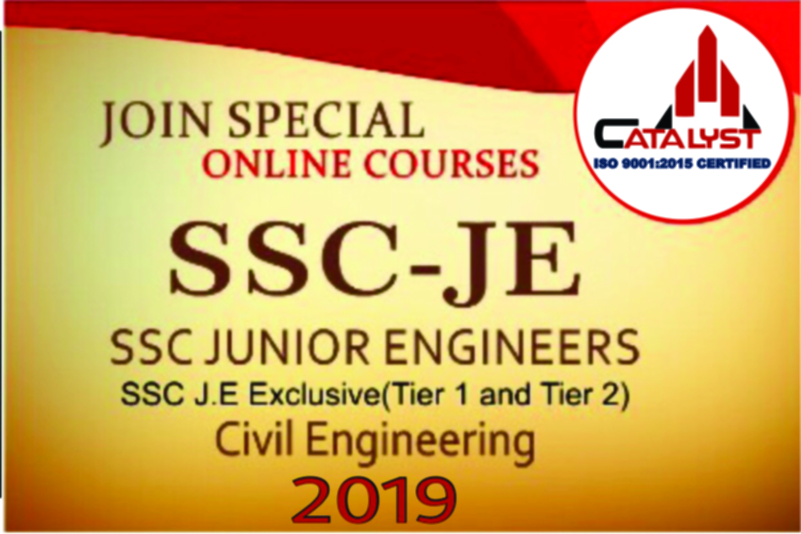 JOIN SPECIAL
ONLINE COURSES
CATALYST
ISO 9001:2015 CERTIFIED
SSC-JE
SSC JUNIOR ENGINEERS
SSC J.E Exclusive(Tier 1 and Tier 2)
Civil Engineering
2019